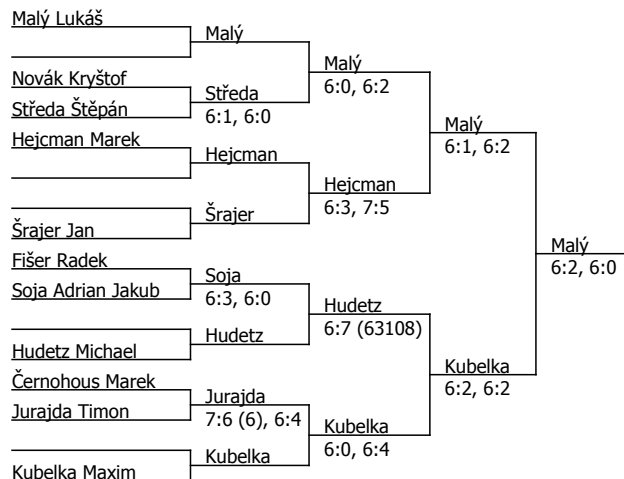 Malý Lukáš
Malý
Malý
6:0, 6:2
Novák Kryštof
Středa
6:1, 6:0
Středa Štěpán
Malý
6:1, 6:2
Hejcman Marek
Hejcman
Hejcman
6:3, 7:5
Šrajer
Šrajer Jan
Malý
6:2, 6:0
Fišer Radek
Soja
6:3, 6:0
Soja Adrian Jakub
Hudetz
6:7 (63108)
Hudetz
Hudetz Michael
Kubelka
6:2, 6:2
Černohous Marek
Jurajda
7:6 (6), 6:4
Jurajda Timon
Kubelka
6:0, 6:4
Kubelka
Kubelka Maxim